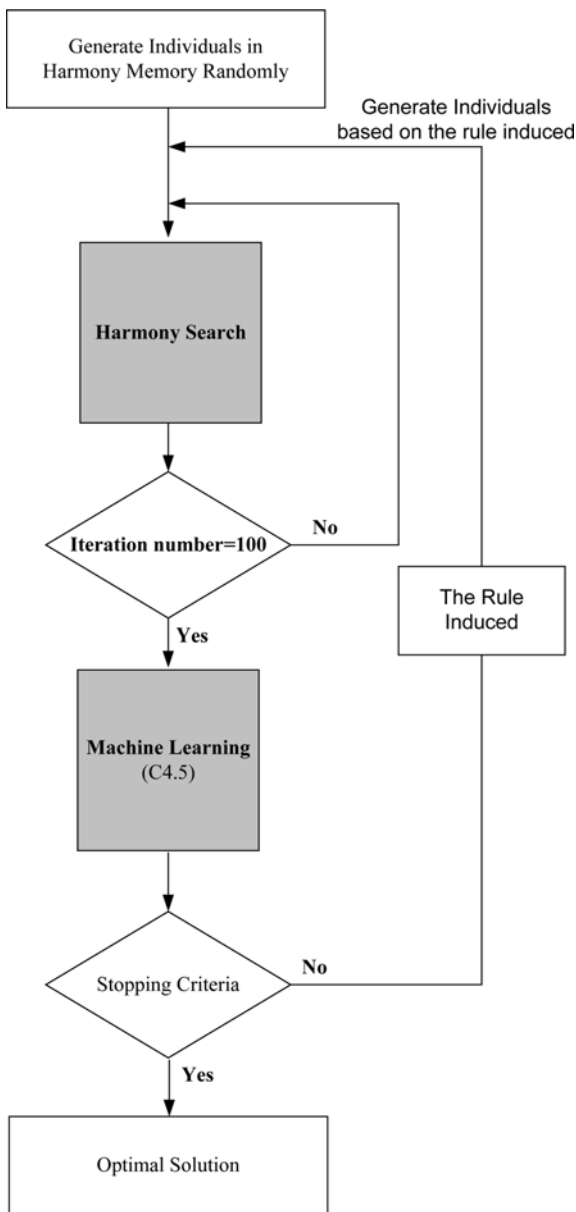 Generate Individuals in
Harmony Memory Randomly
Generate Individuals
based on the rule induced
Harmony Search
Iteration number=100
No
Yes
The Rule
Induced
Machine Learning
(C4.5)
Stopping Criteria
No
Yes
Optimal Solution